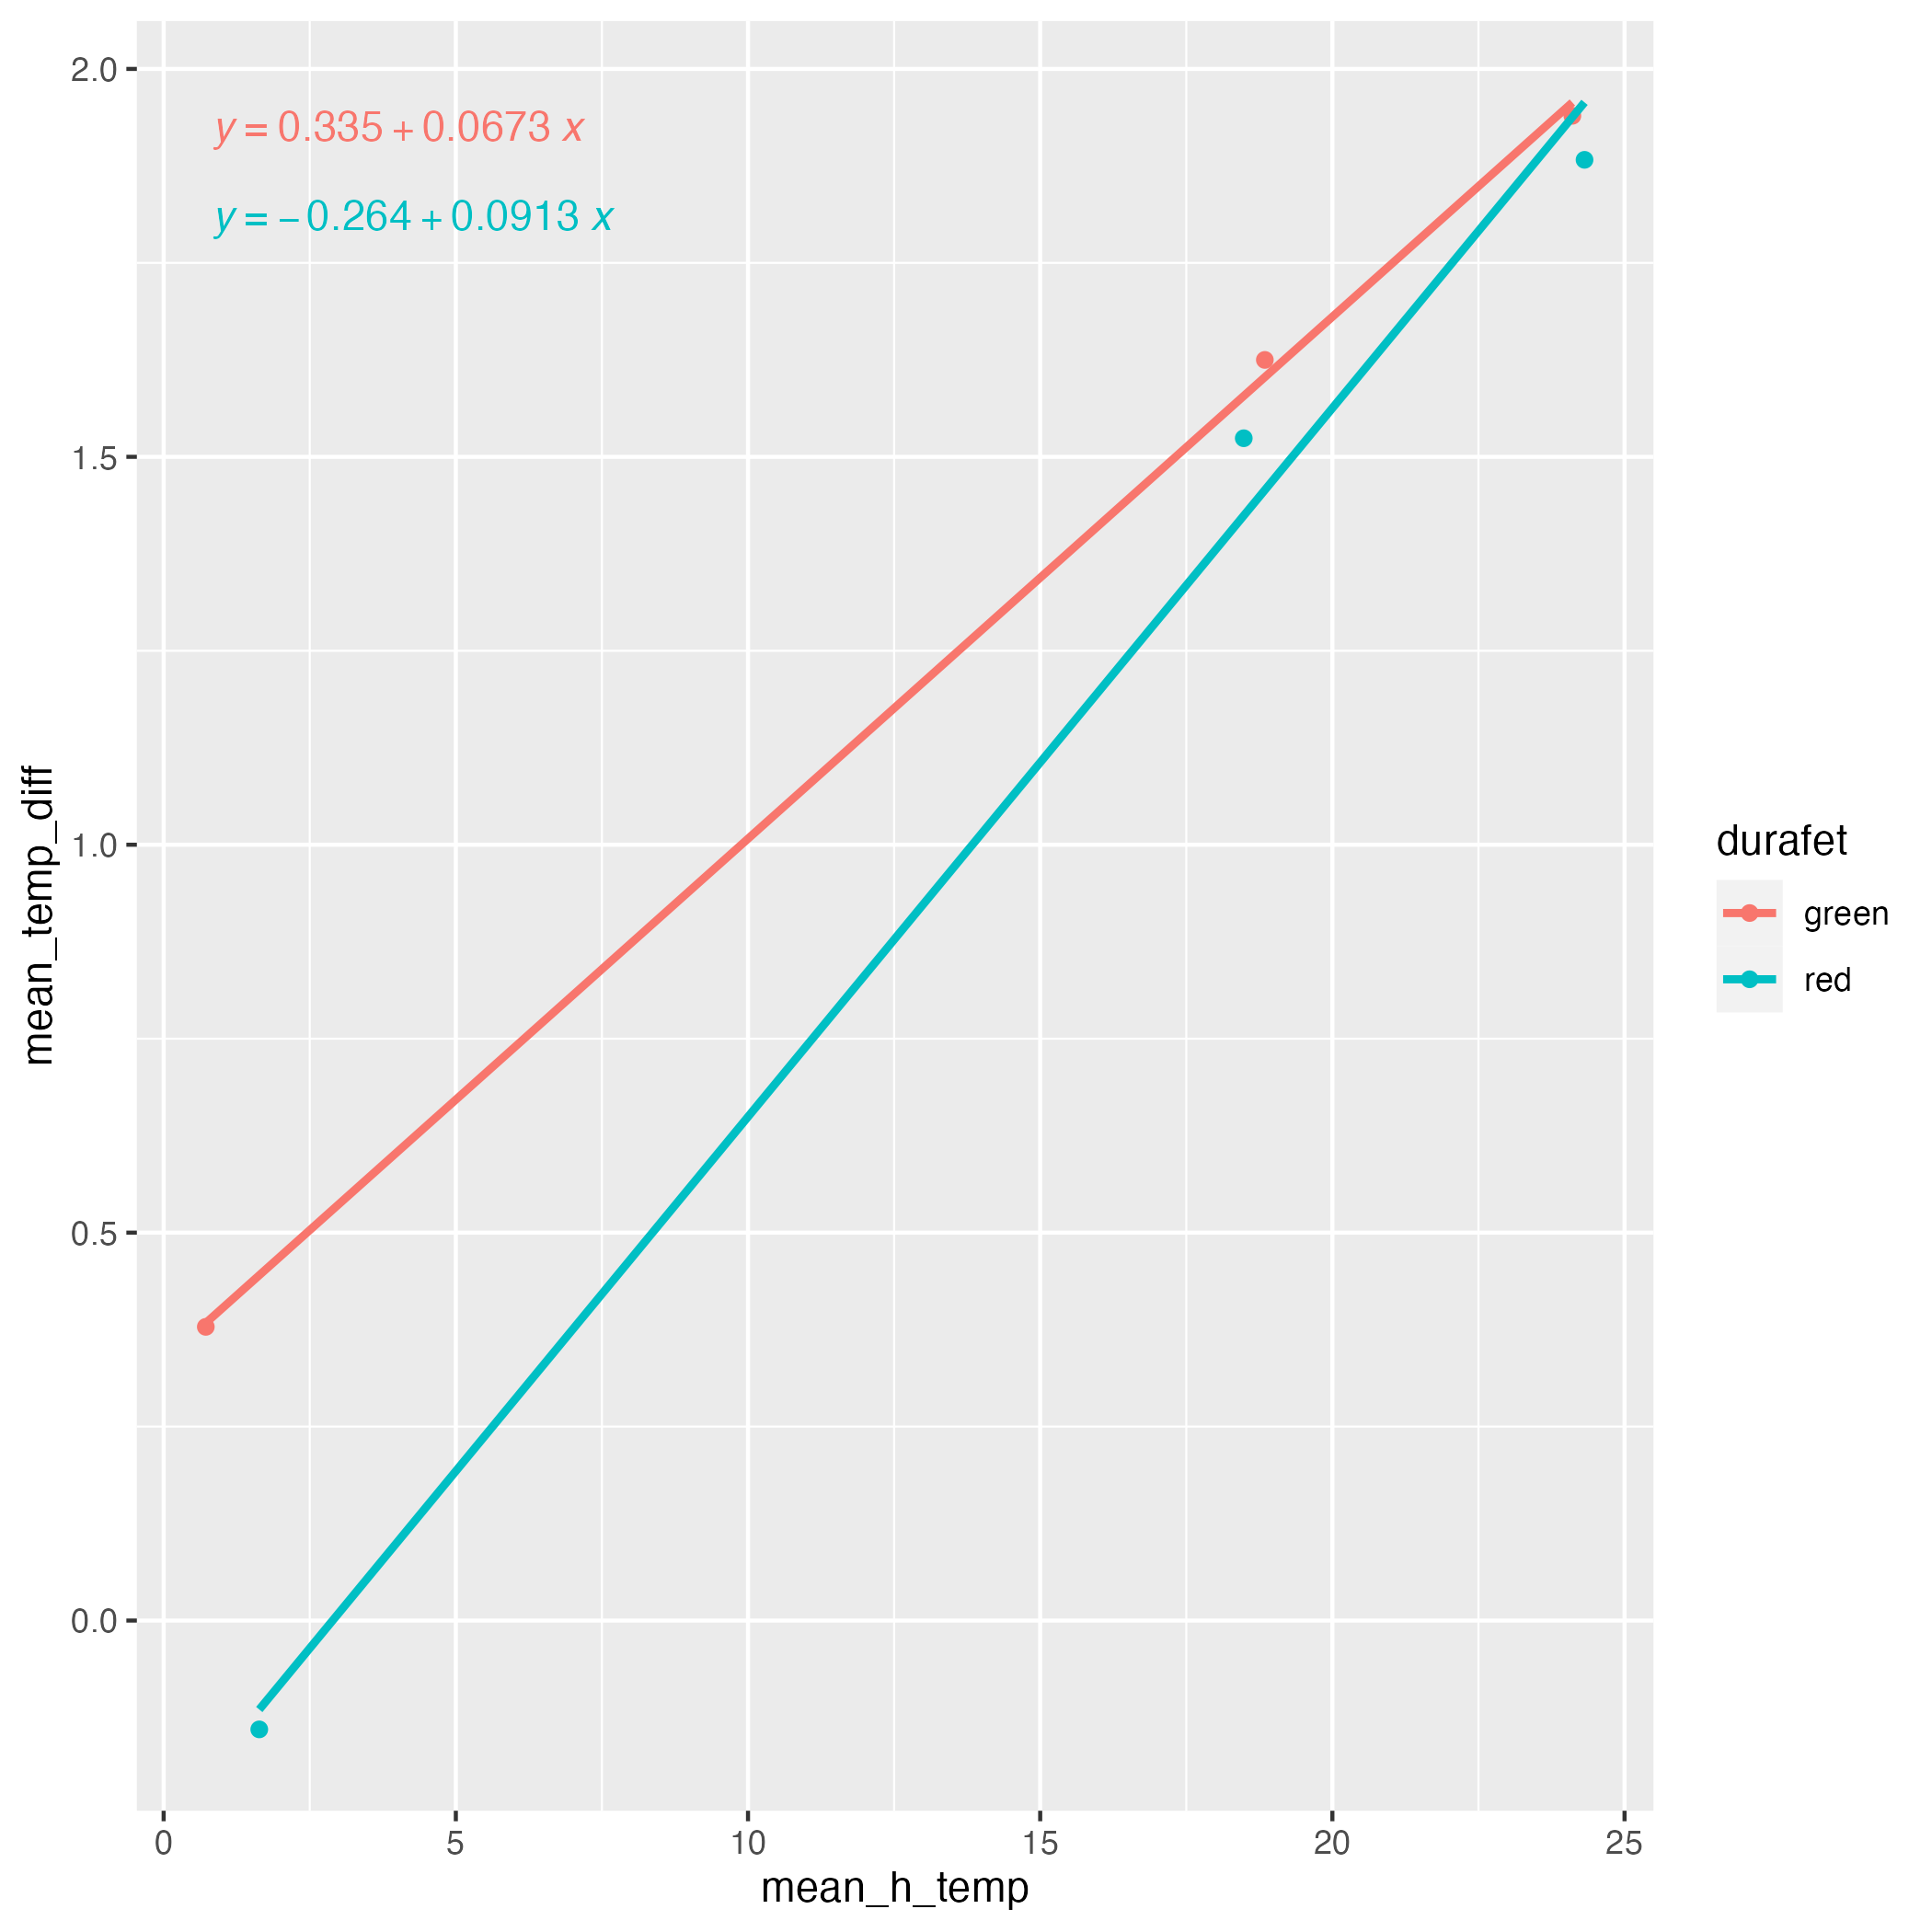 2.0
1.5
1.0
0.5
0.0
mean_temp_diff
y = 0.335 + 0.0673 x
y = − 0.264 + 0.0913 x
0 5 10 15 20 25
mean_h_temp
durafet
green
red